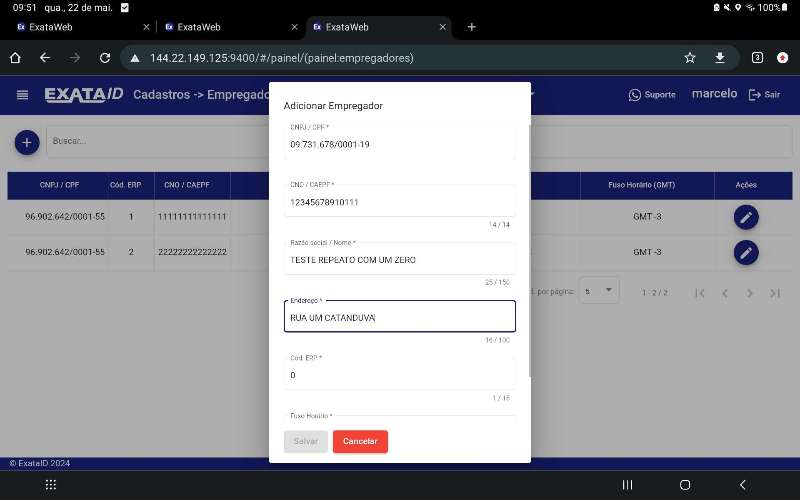 09:51 qua., 22 de mai.
100%
ExataWeb
ExataWeb
ExataWeb
144.22.149.125:9400/#/painel/(painel:empregadores)
3
EXATAID Cadastros -> Empregado
Suporte
marcelo
Sair
Buscar...
CNPJ / CPF Cód. ERP CNO / CAEPF Fuso Horário (GMT) Ações
96.902.642/0001-55 1 11111111111111 GMT -3
96.902.642/0001-55 2 22222222222222 GMT -3
. por página: 5 1 - 2 / 2
Adicionar Empregador
CNPJ / CPF *
09.731.678/0001-19
CNO / CAEPF *
12345678910111
14 / 14
Razão social / Nome *
TESTE REPEATO COM UM ZERO
25 / 150
Endereço *
RUA UM CATANDUVA
16 / 100
Cód. ERP *
0
1 / 16
Fuso Horário *
Salvar
Cancelar
© ExataID 2024